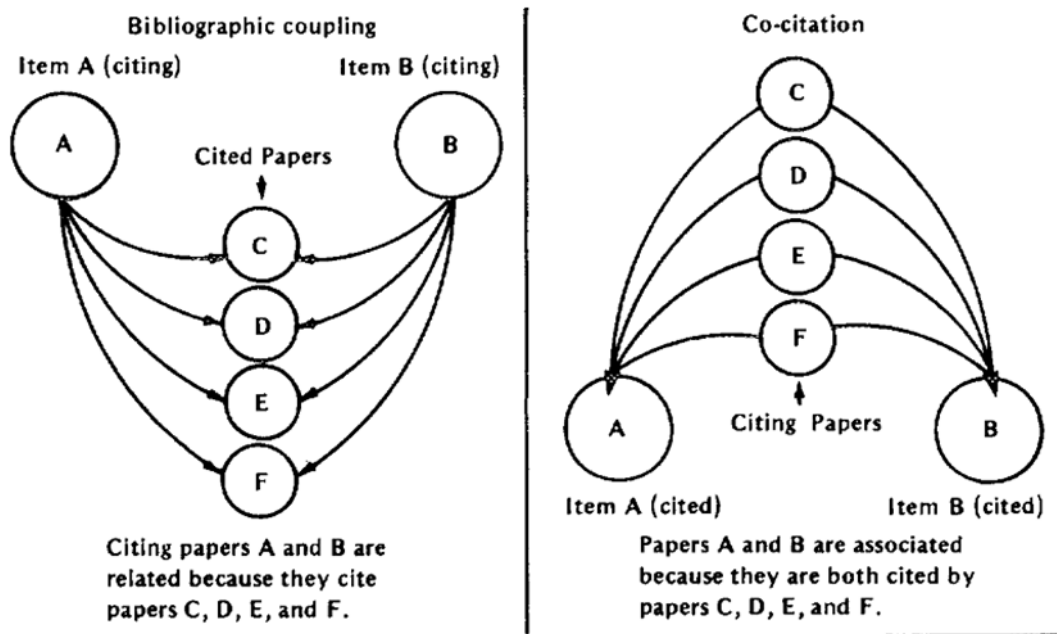 Bibliographic coupling
Item A (citing)
Item B (citing)
A
B
Cited Papers
C
D
E
F
Citing papers A and B are
related because they cite
papers C, D, E, and F.
Co-citation
C
D
E
F
A
Citing Papers
B
Item A (cited)
Item B (cited)
Papers A and B are associated
because they are both cited by
papers C, D, E, and F.